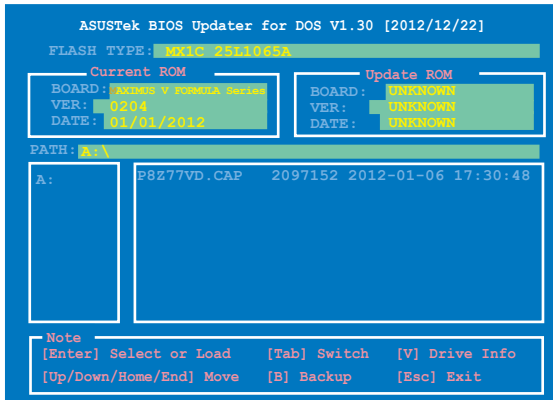 ASUSTek BIOS Updater for DOS V1.30 [2012/12/22]
FLASH TYPE: MX1C 25L1065A
Current ROM
BOARD: AXIMUS V FORMULA Series
VER: 0204
DATE: 01/01/2012
Update ROM
BOARD: UNKNOWN
VER: UNKNOWN
DATE: UNKNOWN
PATH: A:\
A:
P8Z77VD.CAP 2097152 2012-01-06 17:30:48
Note
[Enter] Select or Load [Tab] Switch [V] Drive Info
[Up/Down/Home/End] Move [B] Backup [Esc] Exit